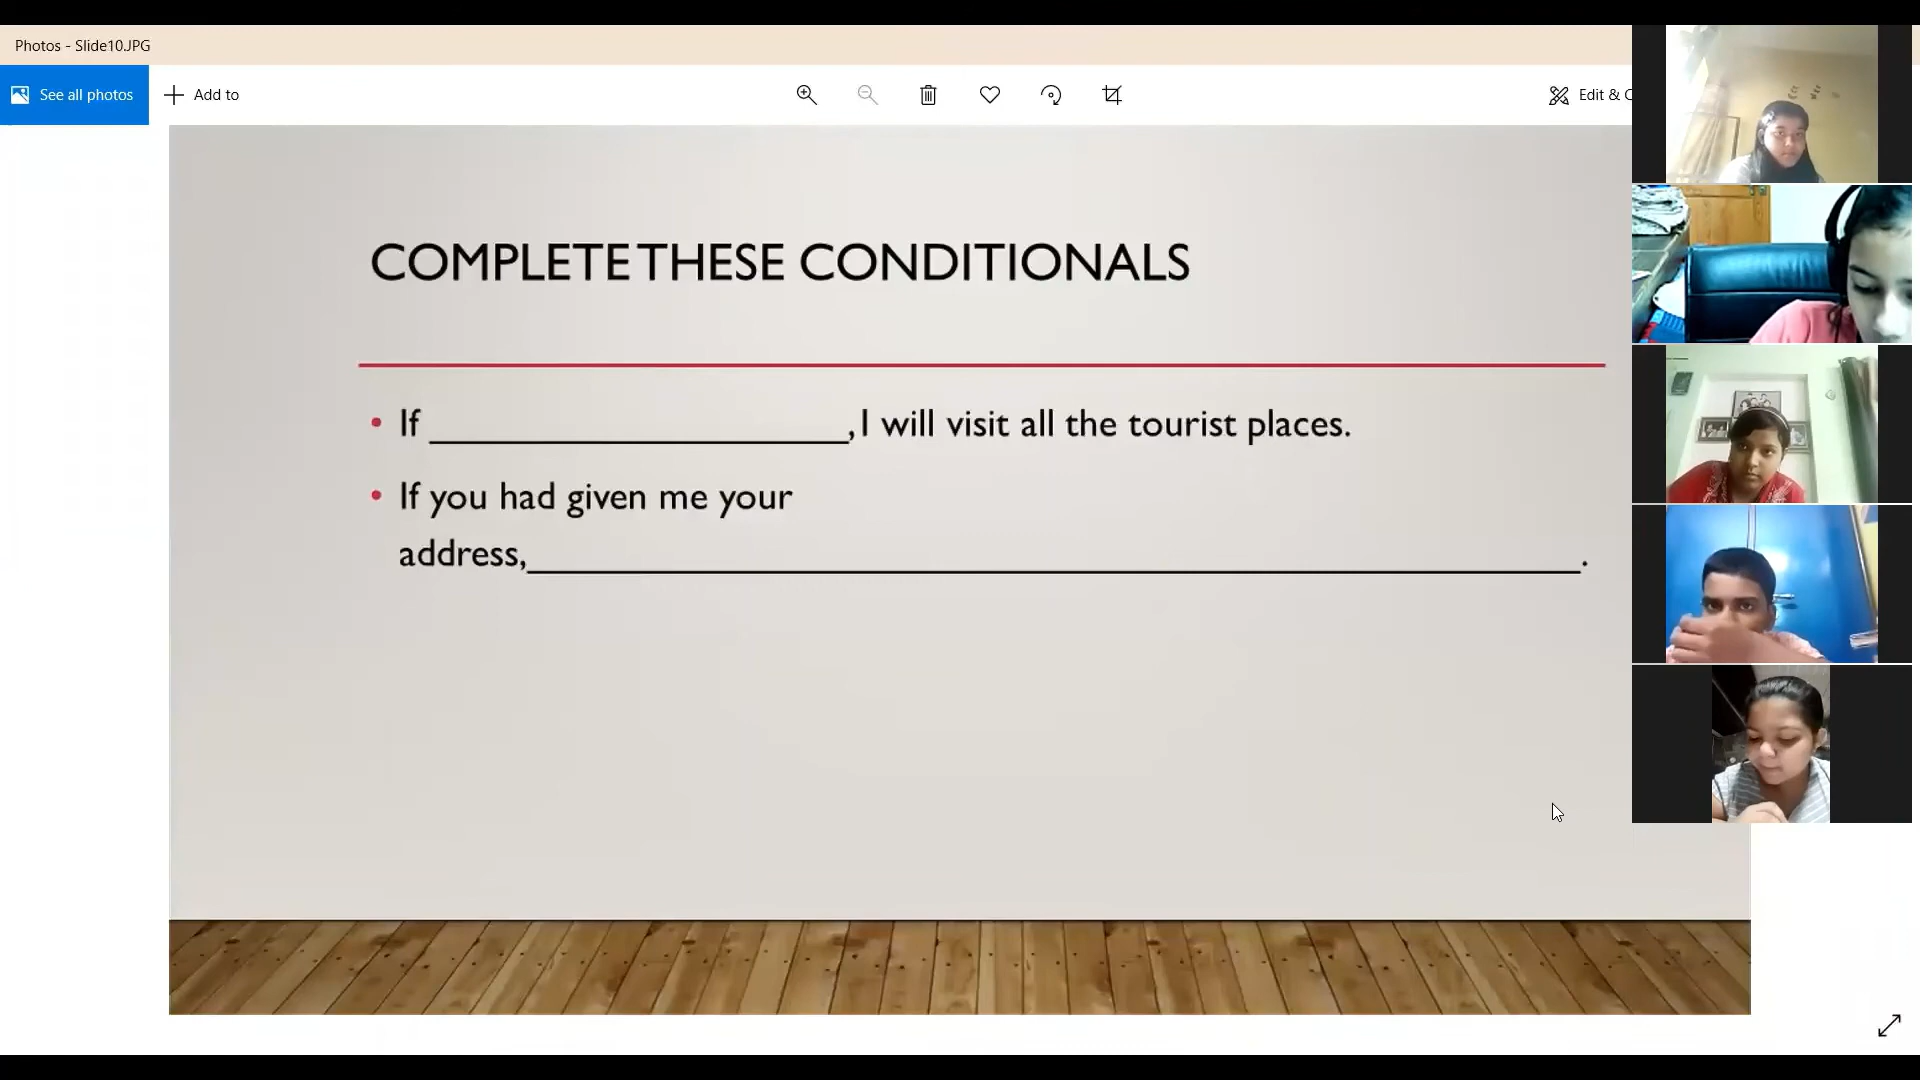 Photos - Slide10.JPG
See all photos
Add to
Edit & C
COMPLETE THESE CONDITIONALS
• If ____________________, I will visit all the tourist places.
• If you had given me your
address,__________________________________________________.